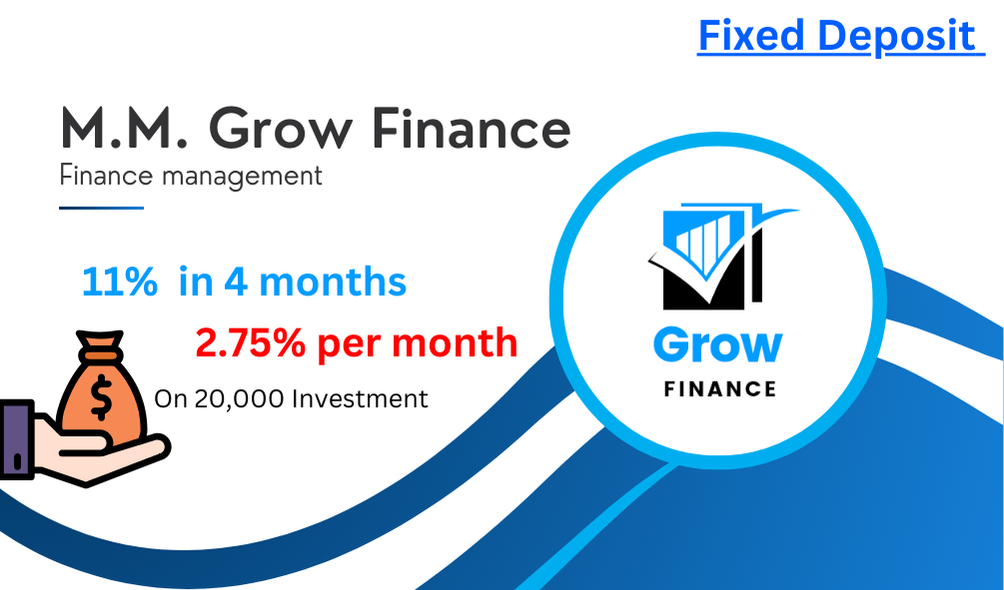 Fixed Deposit
M.M. Grow Finance
Finance management
11% in 4 months
2.75% per month
On 20,000 Investment
$
Grow
FINANCE